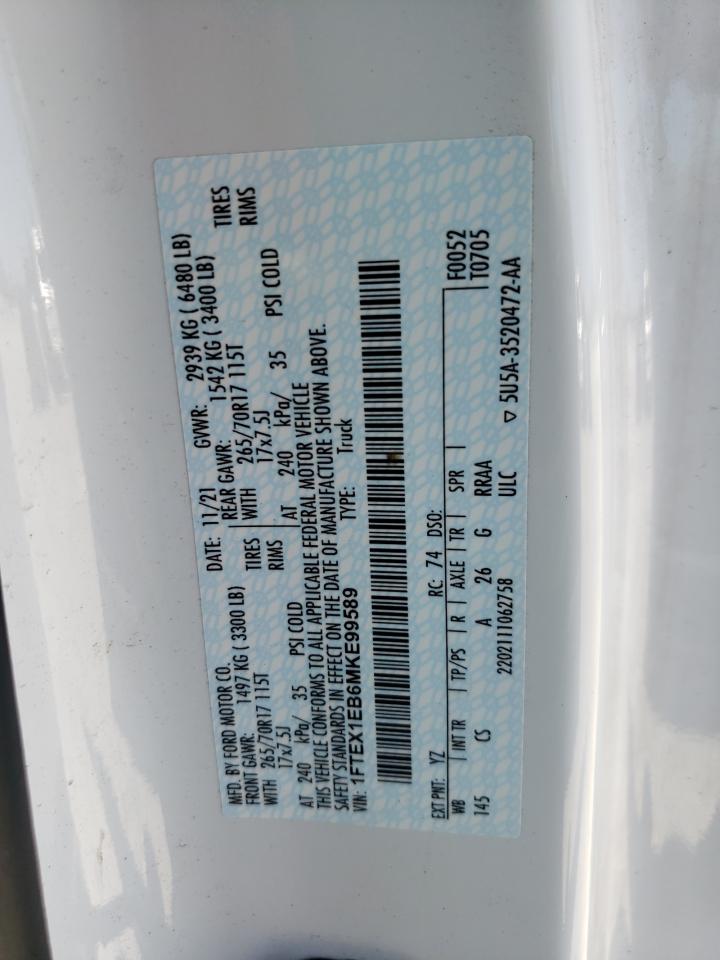 MFD. BY FORD MOTOR CO. DATE: 11/21 GVWR: 2939 KG ( 6480 LB)
FRONT GAWR: 1497 KG ( 3300 LB) REAR GAWR: 1542 KG ( 3400 LB)
WITH 265/70R17 115T TIRES WITH 265/70R17 115T TIRES
17x7.5J RIMS 17x7.5J RIMS
AT 240 kPa/ 35 PSI COLD AT 240 kPa/ 35 PSI COLD
THIS VEHICLE CONFORMS TO ALL APPLICABLE FEDERAL MOTOR VEHICLE
SAFETY STANDARDS IN EFFECT ON THE DATE OF MANUFACTURE SHOWN ABOVE.
VIN: 1FTEX1EB6MKE99589 TYPE: Truck
EXT PNT: YZ RC: 74 DSO: F0052
WB INT TR TP/PS R AXLE TR SPR T0705
145 CS A 26 G RRAA
2202111062758 ULC ▽ 5U5A-3520472-AA